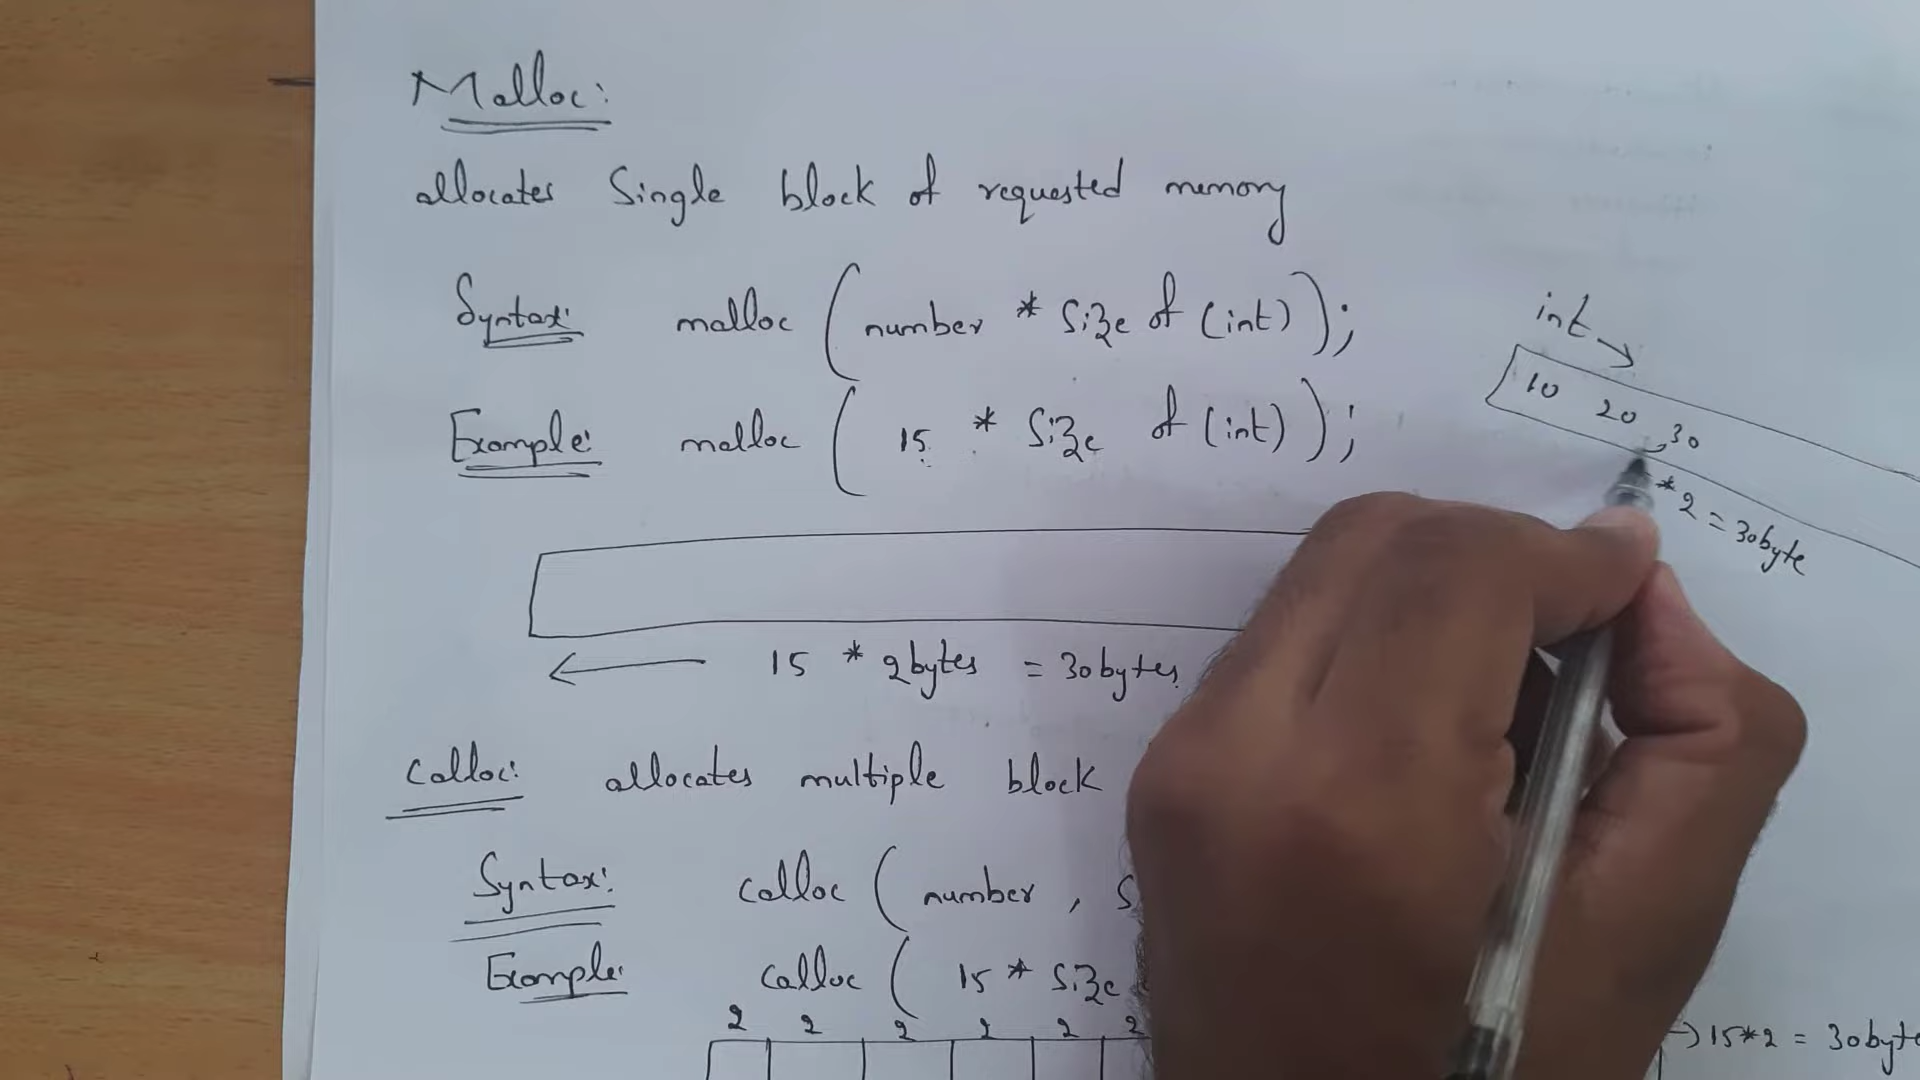 Malloc:
allocates Single block of requested memory
Syntax: malloc (number * Size of (int));
Example: malloc ( 15 * Size of (int));
int →
10 20 , 30
* 2 = 30byte
15 * 2bytes = 30bytes
Calloc: allocates multiple block
Syntax: calloc ( number , S
Example: calloc ( 15 * Size
2 2 2 2 2 2
→ 15*2 = 30byte